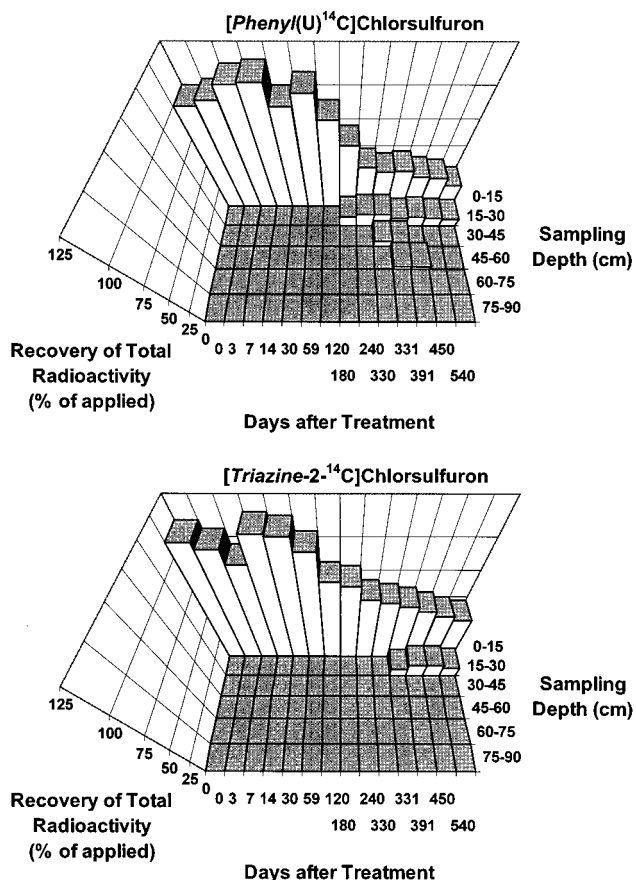 [Phenyl(U)¹⁴C]Chlorsulfuron
0-15
15-30
30-45
45-60
60-75
75-90
Sampling
Depth (cm)
125
100
75
50
25
0
Recovery of Total
Radioactivity
(% of applied)
0 3 7 14 30 59 120 240 331 450
180 330 391 540
Days after Treatment
[Triazine-2-¹⁴C]Chlorsulfuron
0-15
15-30
30-45
45-60
60-75
75-90
Sampling
Depth (cm)
125
100
75
50
25
0
Recovery of Total
Radioactivity
(% of applied)
0 3 7 14 30 59 120 240 331 450
180 330 391 540
Days after Treatment